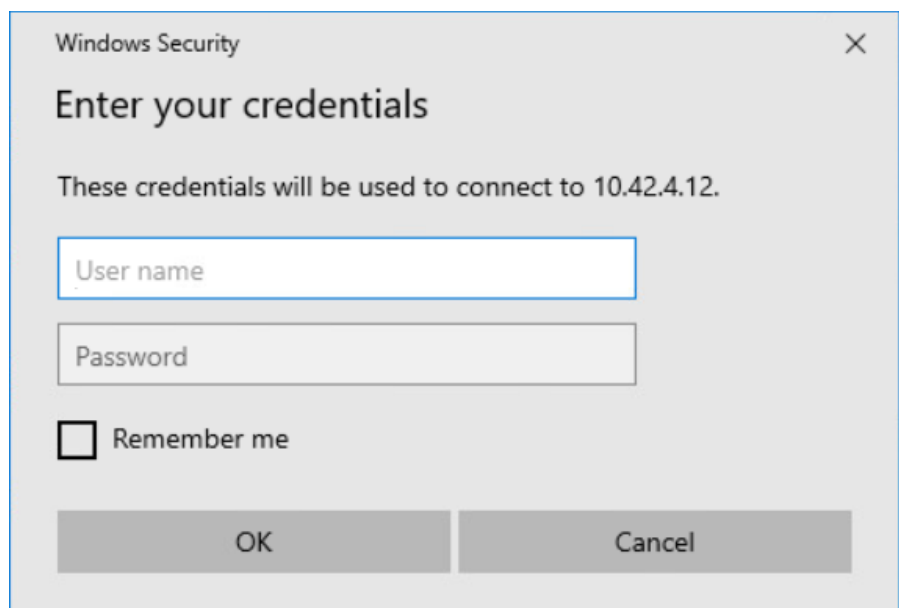 Windows Security
Enter your credentials
These credentials will be used to connect to 10.42.4.12.
User name
Password
Remember me
OK
Cancel